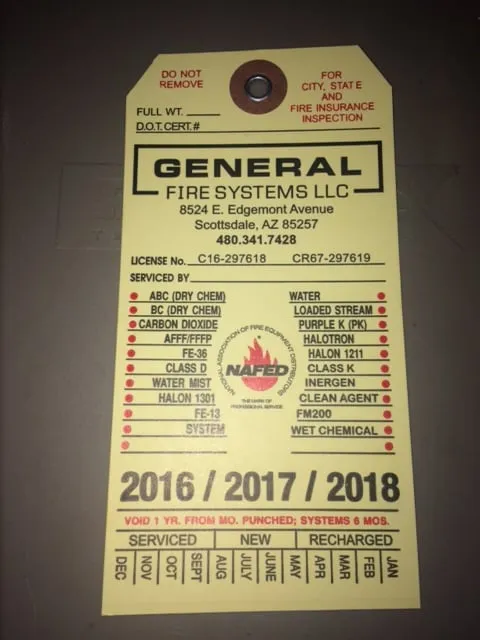 DO NOT
REMOVE
FOR
CITY, STATE
AND
FIRE INSURANCE
INSPECTION
FULL WT.
D.O.T. CERT.#
GENERAL
FIRE SYSTEMS LLC
8524 E. Edgemont Avenue
Scottsdale, AZ 85257
480.341.7428
LICENSE No. C16-297618 CR67-297619
SERVICED BY
ABC (DRY CHEM)
BC (DRY CHEM)
CARBON DIOXIDE
AFFF/FFFP
FE-36
CLASS D
WATER MIST
HALON 1301
FE-13
SYSTEM
NATIONAL ASSOCIATION OF FIRE EQUIPMENT DISTRIBUTORS
NAFED
THE MARK OF
PROFESSIONAL SERVICE
WATER
LOADED STREAM
PURPLE K (PK)
HALOTRON
HALON 1211
CLASS K
INERGEN
CLEAN AGENT
FM200
WET CHEMICAL
2016 / 2017 / 2018
VOID 1 YR. FROM MO. PUNCHED; SYSTEMS 6 MOS.
SERVICED NEW RECHARGED
DEC NOV OCT SEPT AUG JULY JUNE MAY APR MAR FEB JAN